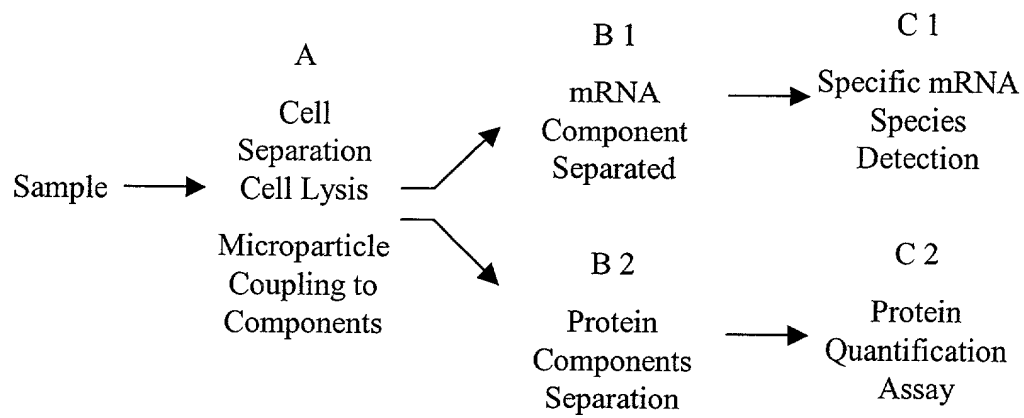 Sample
A
Cell
Separation
Cell Lysis
Microparticle
Coupling to
Components
B 1
mRNA
Component
Separated
C 1
Specific mRNA
Species
Detection
B 2
Protein
Components
Separation
C 2
Protein
Quantification
Assay